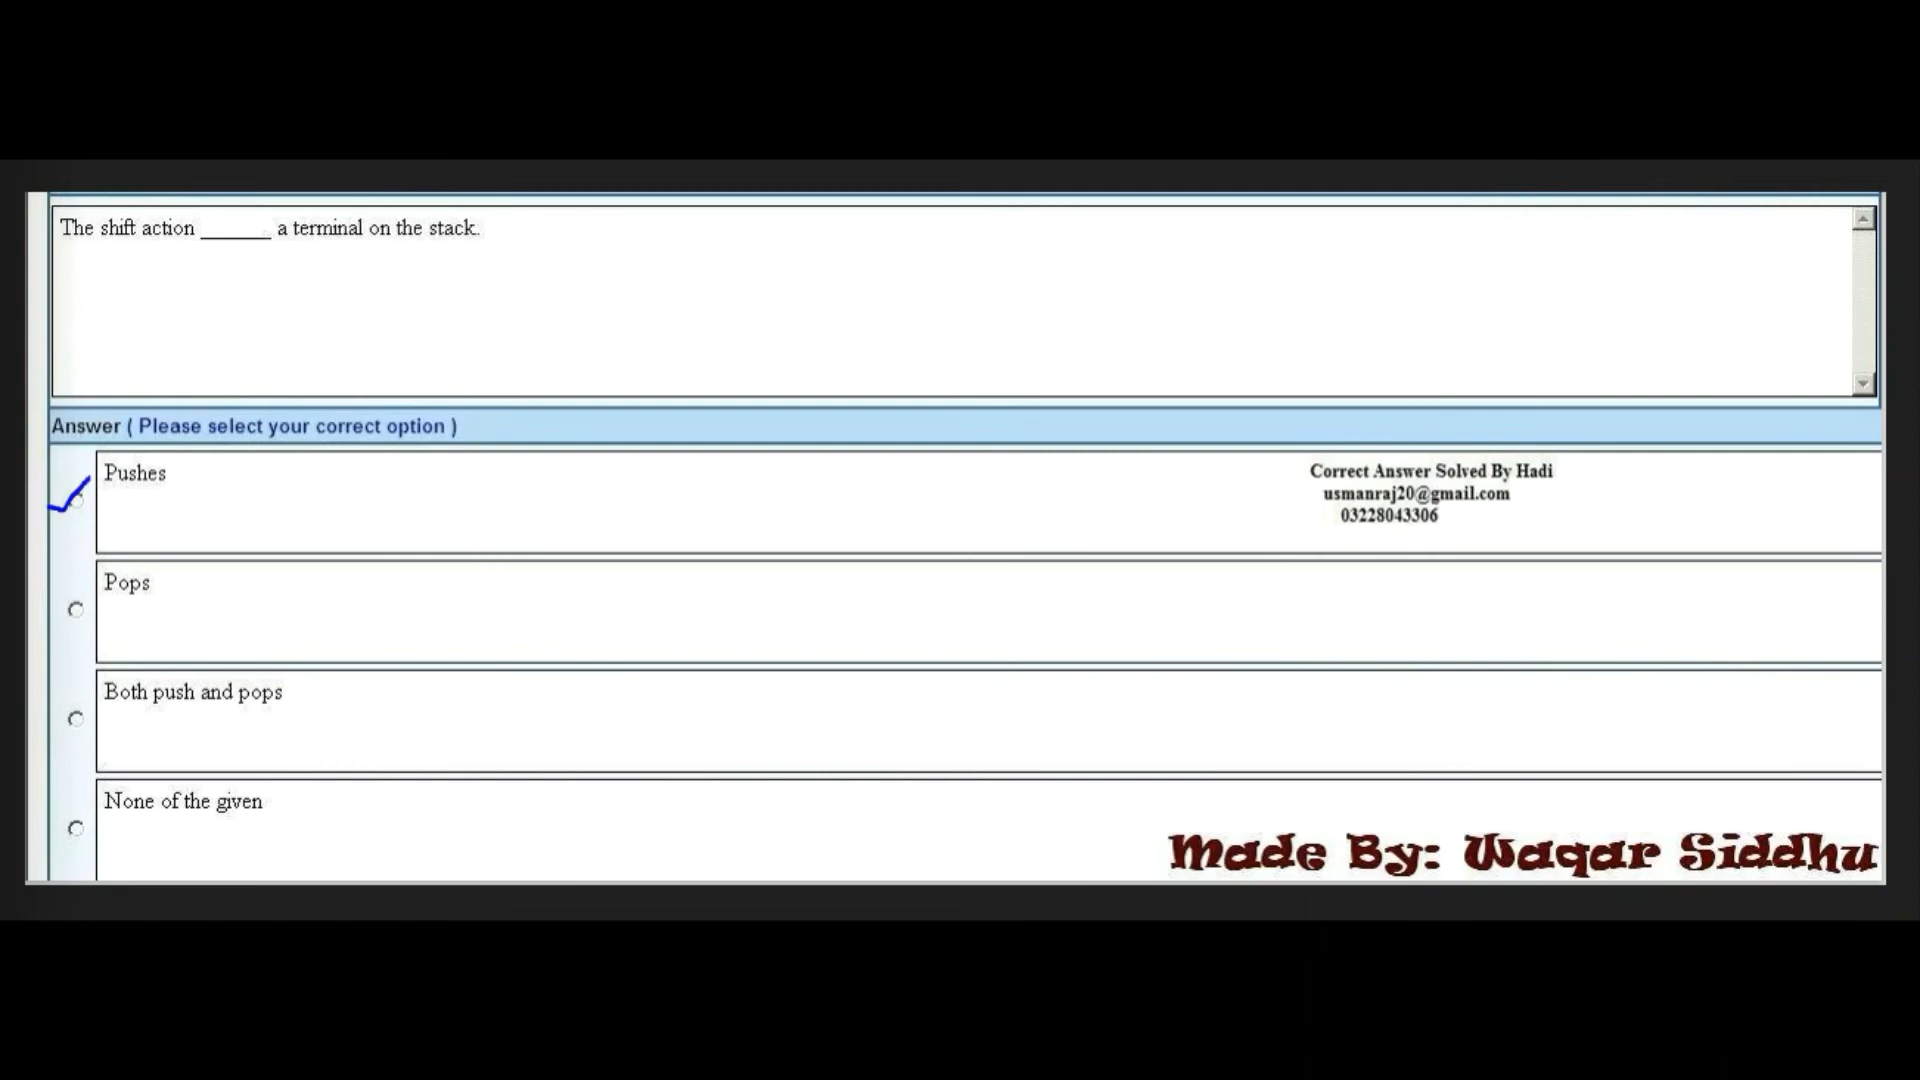 The shift action ______ a terminal on the stack.
Answer ( Please select your correct option )
Pushes
Correct Answer Solved By Hadi
usmanraj20@gmail.com
03228043306
Pops
Both push and pops
None of the given
Made By: Waqar Siddhu